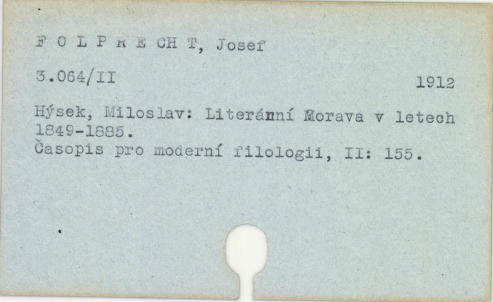 F O L P R E CH T, Josef
3.064/II 1912
Hýsek, Miloslav: Literární Morava v letech
1849-1885.
Časopis pro moderní filologii, II: 155.